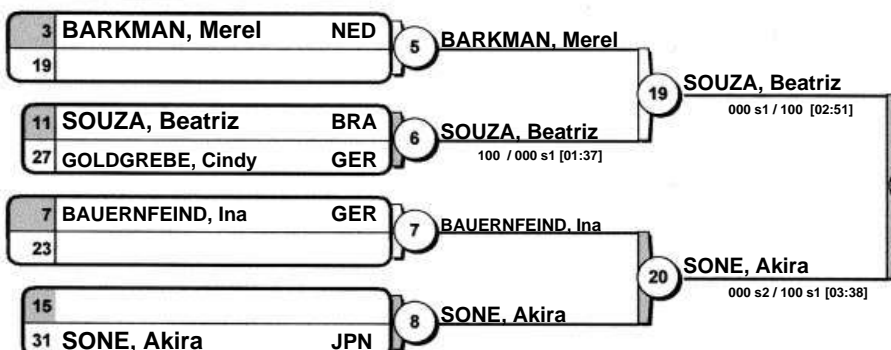 3 BARKMAN, Merel NED
19
5
BARKMAN, Merel
11 SOUZA, Beatriz BRA
27 GOLDGREBE, Cindy GER
6
SOUZA, Beatriz
100 / 000 s1 [01:37]
19
SOUZA, Beatriz
000 s1 / 100 [02:51]
7 BAUERNFEIND, Ina GER
23
7
BAUERNFEIND, Ina
15
31 SONE, Akira JPN
8
SONE, Akira
20
SONE, Akira
000 s2 / 100 s1 [03:38]